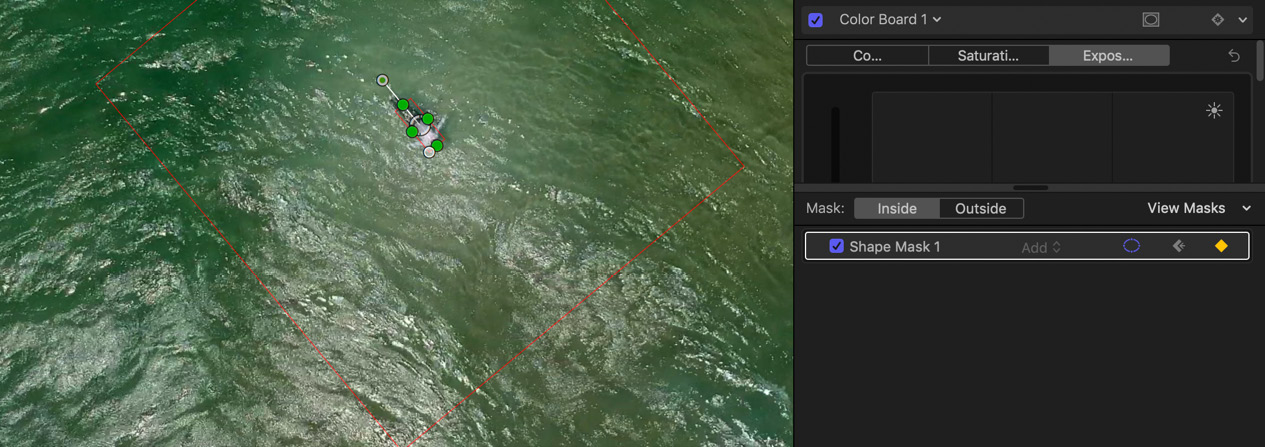 Color Board 1
Co... Saturati... Expos...
Mask: Inside Outside View Masks
Shape Mask 1 Add